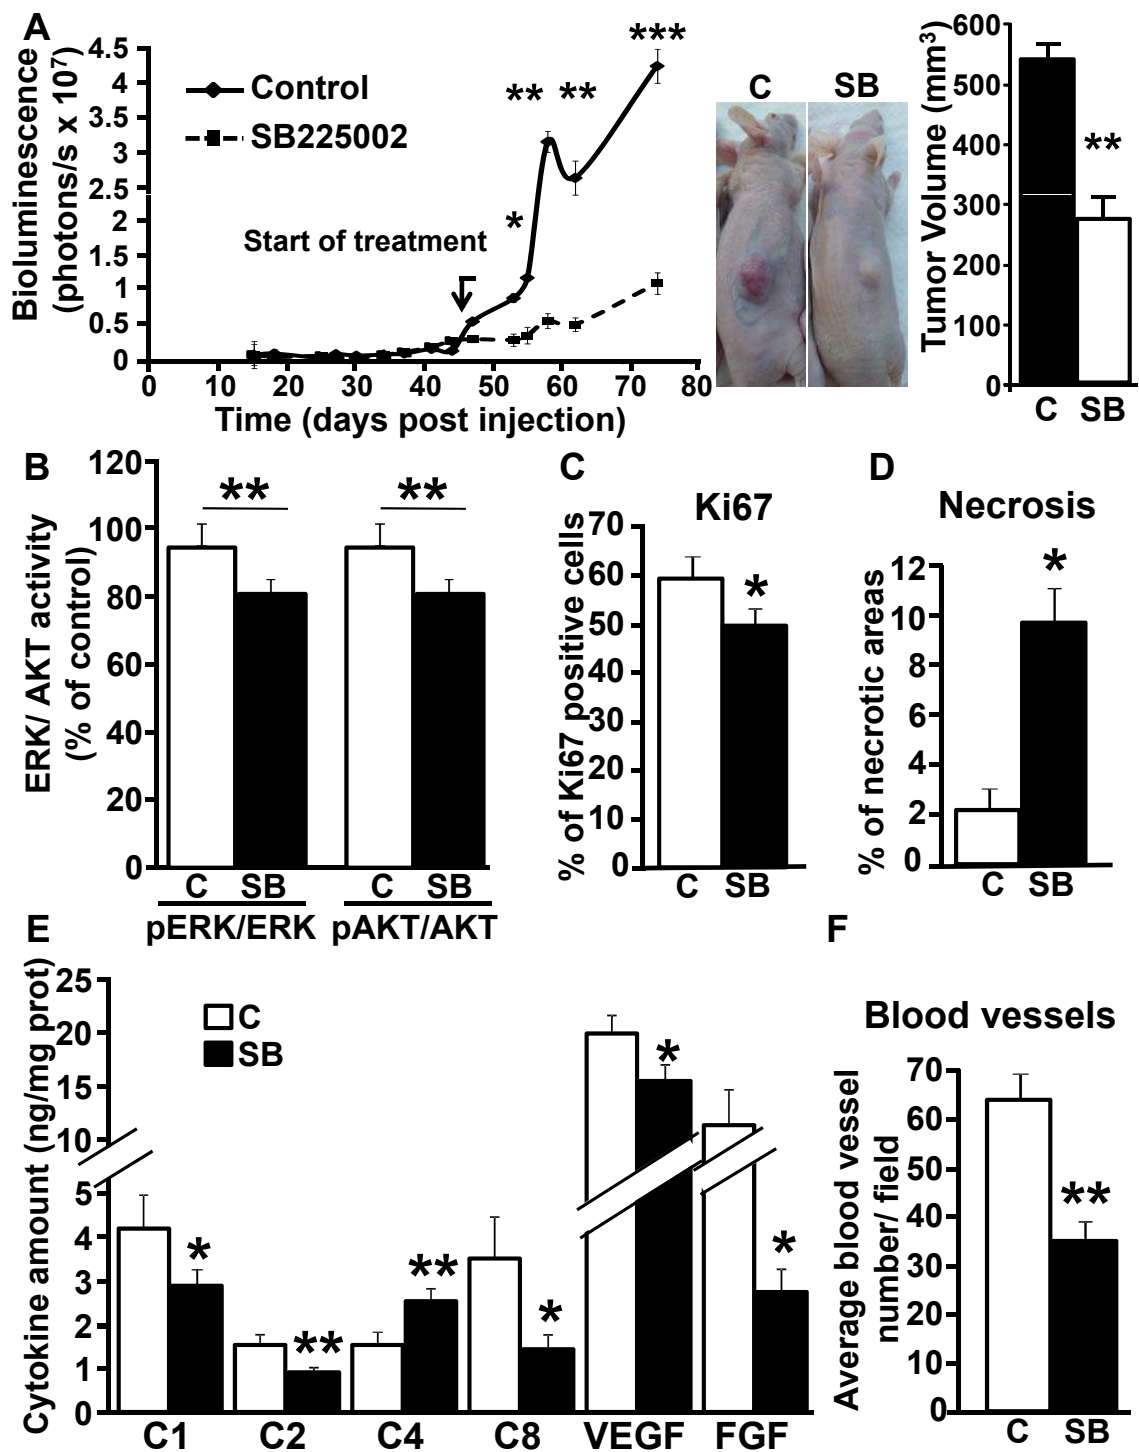 A
Bioluminescence
(photons/s x 10⁷)
4.5
4
3.5
3
2.5
2
1.5
1
0.5
0
Control
SB225002
Start of treatment
*
**
**
***
0 10 20 30 40 50 60 70 80
Time (days post injection)
C SB
Tumor Volume (mm³)
600
500
400
300
200
100
0
**
C SB
B
ERK/ AKT activity
(% of control)
120
100
80
60
40
20
0
** **
C SB C SB
pERK/ERK pAKT/AKT
C
Ki67
% of Ki67 positive cells
70
60
50
40
30
20
10
0
*
C SB
D
Necrosis
% of necrotic areas
12
10
8
6
4
2
0
*
C SB
E
Cytokine amount (ng/mg prot)
25
20
15
10
5
4
3
2
1
0
C
SB
* ** ** * * *
C1 C2 C4 C8 VEGF FGF
F
Blood vessels
Average blood vessel
number/ field
70
60
50
40
30
20
10
0
**
C SB